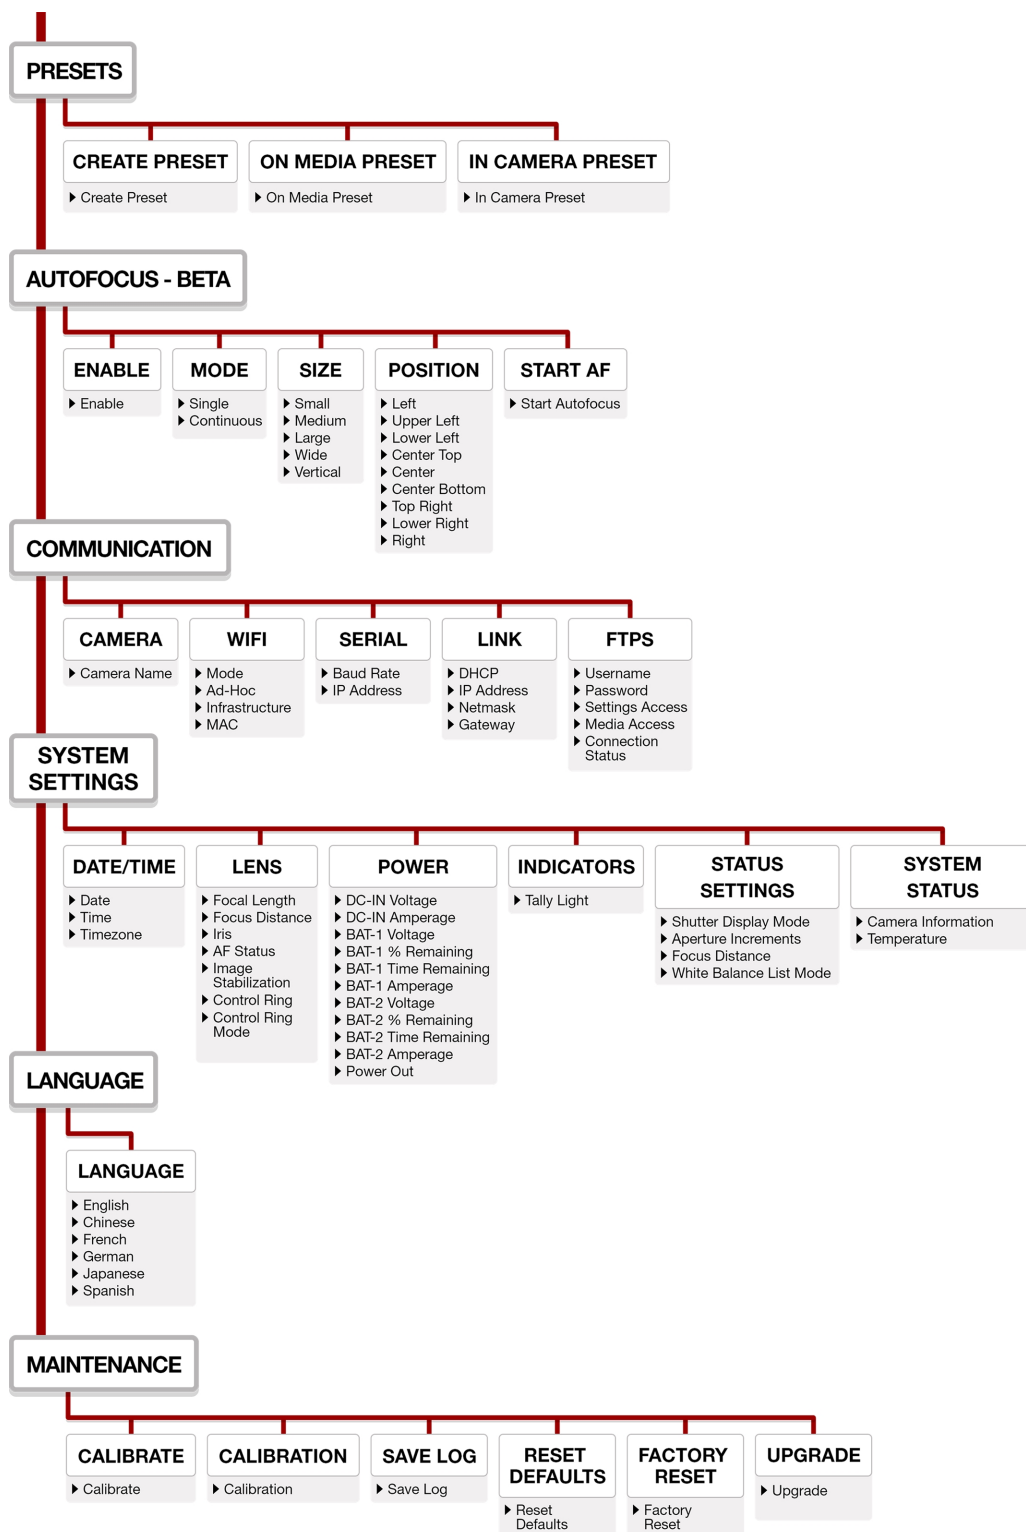 PRESETS
CREATE PRESET
Create Preset
ON MEDIA PRESET
On Media Preset
IN CAMERA PRESET
In Camera Preset
AUTOFOCUS - BETA
ENABLE
Enable
MODE
Single
Continuous
SIZE
Small
Medium
Large
Wide
Vertical
POSITION
Left
Upper Left
Lower Left
Center Top
Center
Center Bottom
Top Right
Lower Right
Right
START AF
Start Autofocus
COMMUNICATION
CAMERA
Camera Name
WIFI
Mode
Ad-Hoc
Infrastructure
MAC
SERIAL
Baud Rate
IP Address
LINK
DHCP
IP Address
Netmask
Gateway
FTPS
Username
Password
Settings Access
Media Access
Connection
Status
SYSTEM
SETTINGS
DATE/TIME
Date
Time
Timezone
LENS
Focal Length
Focus Distance
Iris
AF Status
Image
Stabilization
Control Ring
Control Ring
Mode
POWER
DC-IN Voltage
DC-IN Amperage
BAT-1 Voltage
BAT-1 % Remaining
BAT-1 Time Remaining
BAT-1 Amperage
BAT-2 Voltage
BAT-2 % Remaining
BAT-2 Time Remaining
BAT-2 Amperage
Power Out
INDICATORS
Tally Light
STATUS
SETTINGS
Shutter Display Mode
Aperture Increments
Focus Distance
White Balance List Mode
SYSTEM
STATUS
Camera Information
Temperature
LANGUAGE
LANGUAGE
English
Chinese
French
German
Japanese
Spanish
MAINTENANCE
CALIBRATE
Calibrate
CALIBRATION
Calibration
SAVE LOG
Save Log
RESET
DEFAULTS
Reset
Defaults
FACTORY
RESET
Factory
Reset
UPGRADE
Upgrade